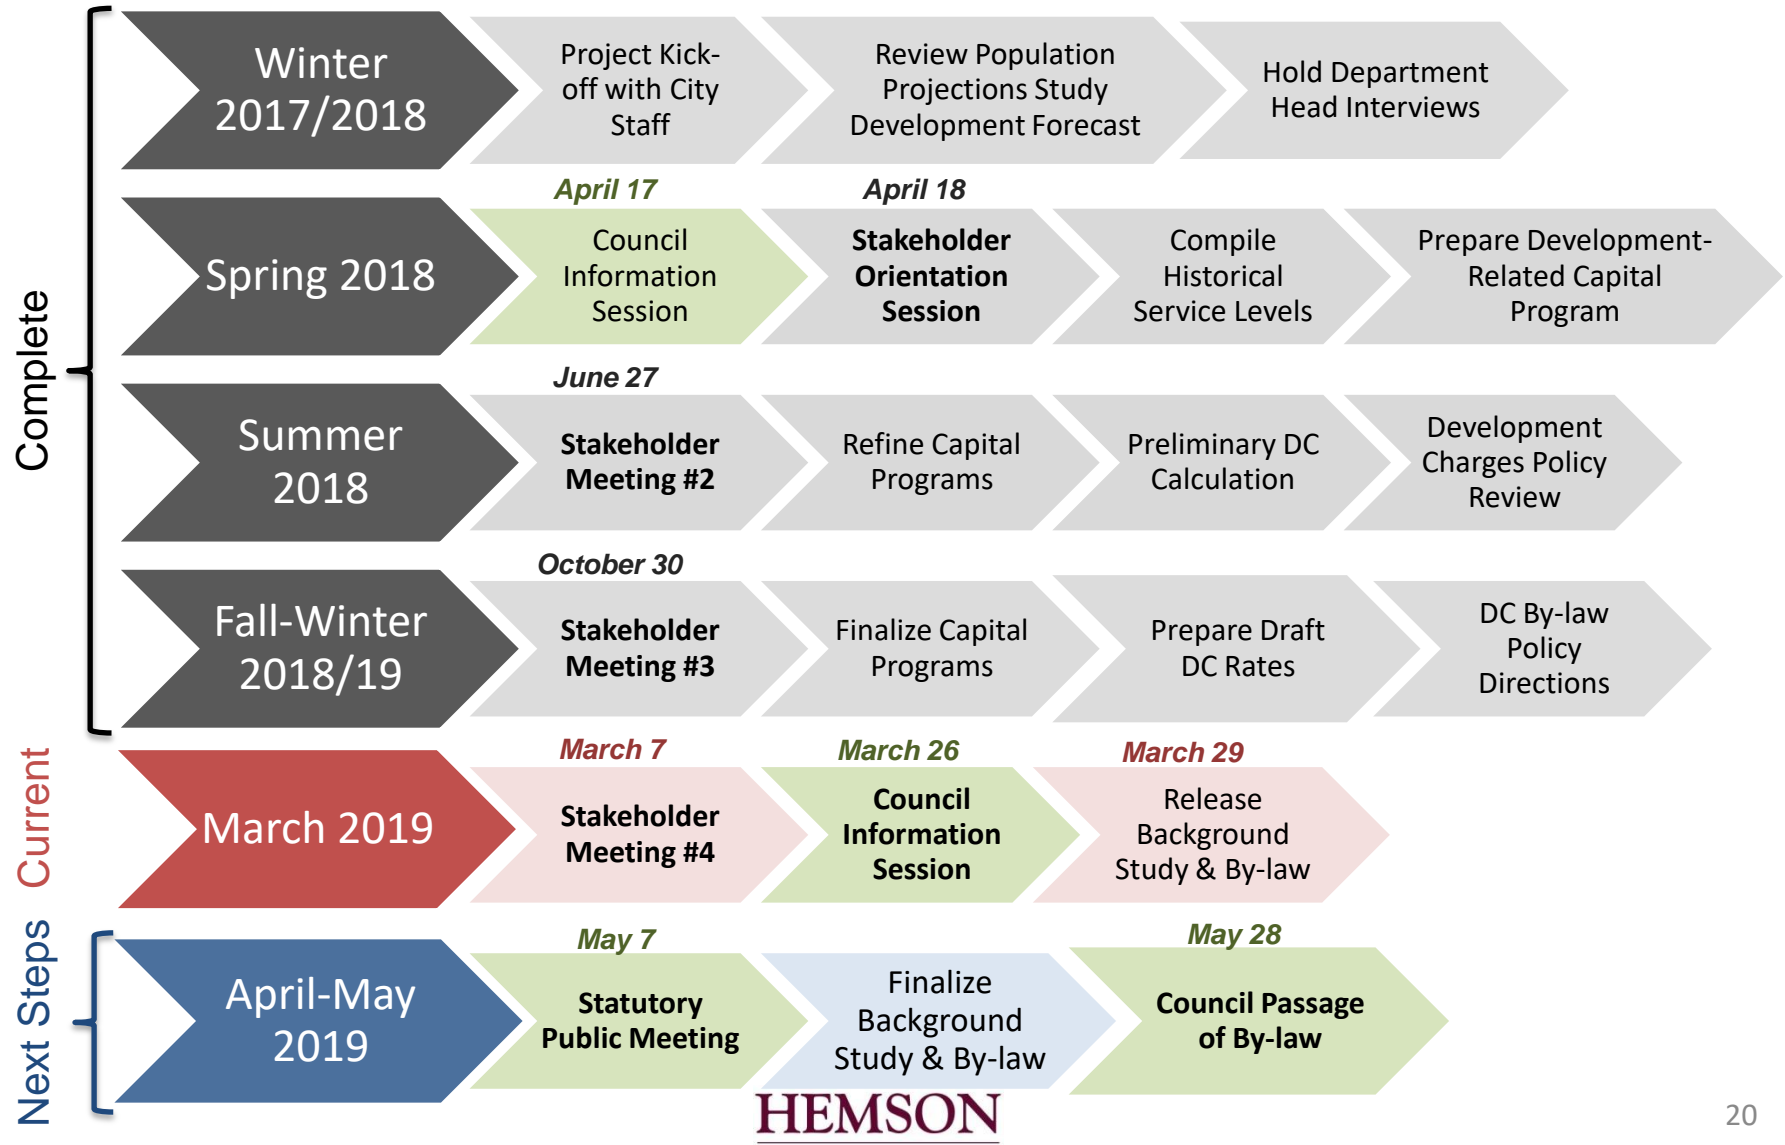 Complete
Winter
2017/2018
Project Kick-
off with City
Staff
Review Population
Projections Study
Development Forecast
Hold Department
Head Interviews
Spring 2018
April 17
Council
Information
Session
April 18
Stakeholder
Orientation
Session
Compile
Historical
Service Levels
Prepare Development-
Related Capital
Program
Summer
2018
June 27
Stakeholder
Meeting #2
Refine Capital
Programs
Preliminary DC
Calculation
Development
Charges Policy
Review
Fall-Winter
2018/19
October 30
Stakeholder
Meeting #3
Finalize Capital
Programs
Prepare Draft
DC Rates
DC By-law
Policy
Directions
Current
March 2019
March 7
Stakeholder
Meeting #4
March 26
Council
Information
Session
March 29
Release
Background
Study & By-law
Next Steps
April-May
2019
May 7
Statutory
Public Meeting
Finalize
Background
Study & By-law
May 28
Council Passage
of By-law
HEMSON
20